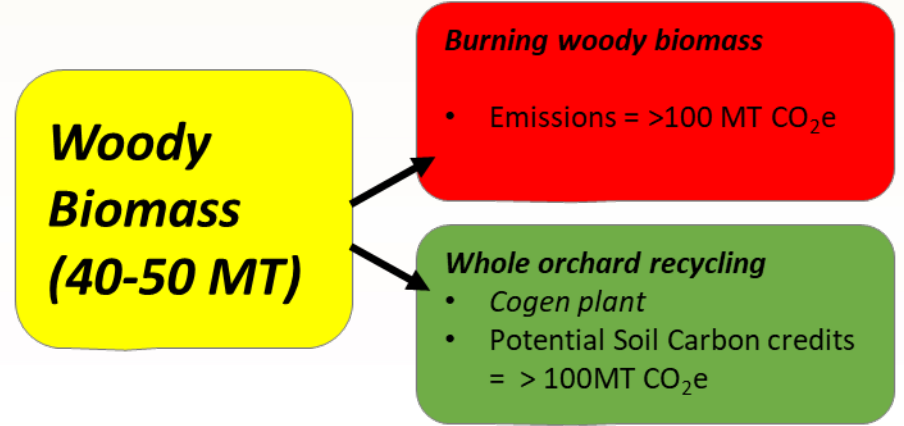 Woody
Biomass
(40-50 MT)
Burning woody biomass
• Emissions = >100 MT CO₂e
Whole orchard recycling
• Cogen plant
• Potential Soil Carbon credits
= > 100MT CO₂e